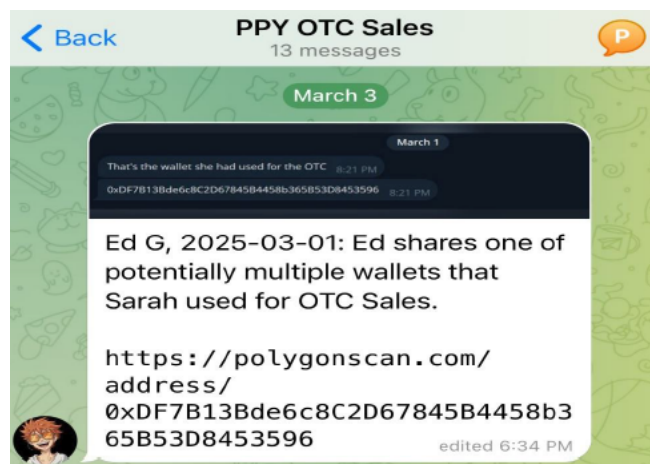 Back
PPY OTC Sales
13 messages
P
March 3
March 1
That's the wallet she had used for the OTC 8:21 PM
0xDF7B13Bde6c8C2D67845B4458b365B53D8453596 8:21 PM
Ed G, 2025-03-01: Ed shares one of
potentially multiple wallets that
Sarah used for OTC Sales.
https://polygonscan.com/
address/
0xDF7B13Bde6c8C2D67845B4458b3
65B53D8453596
edited 6:34 PM